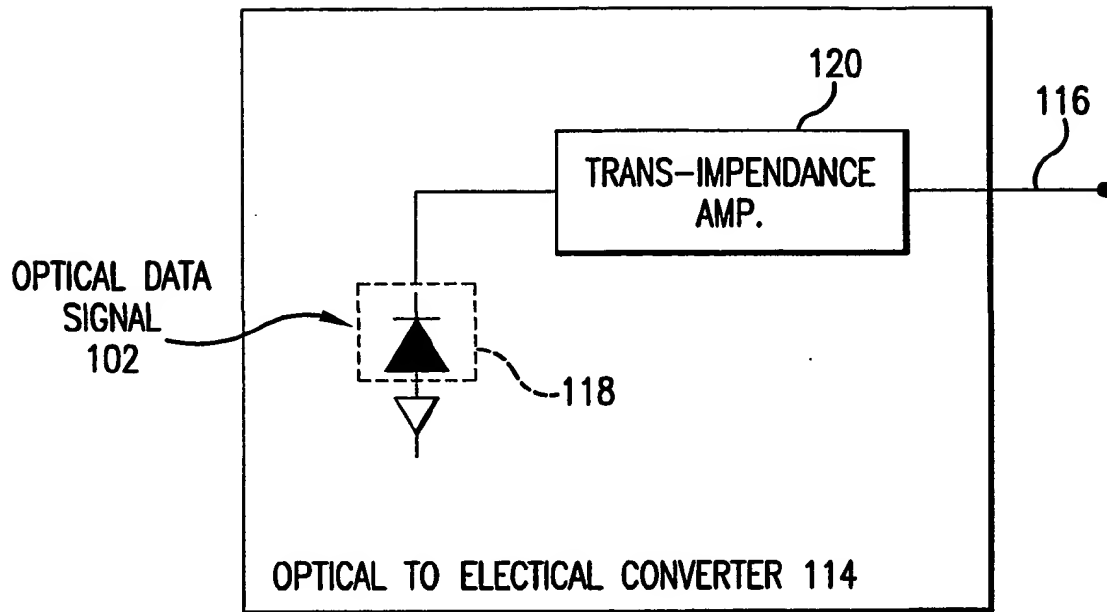 120
116
TRANS-IMPENDANCE
AMP.
OPTICAL DATA
SIGNAL
102
118
OPTICAL TO ELECTICAL CONVERTER 114